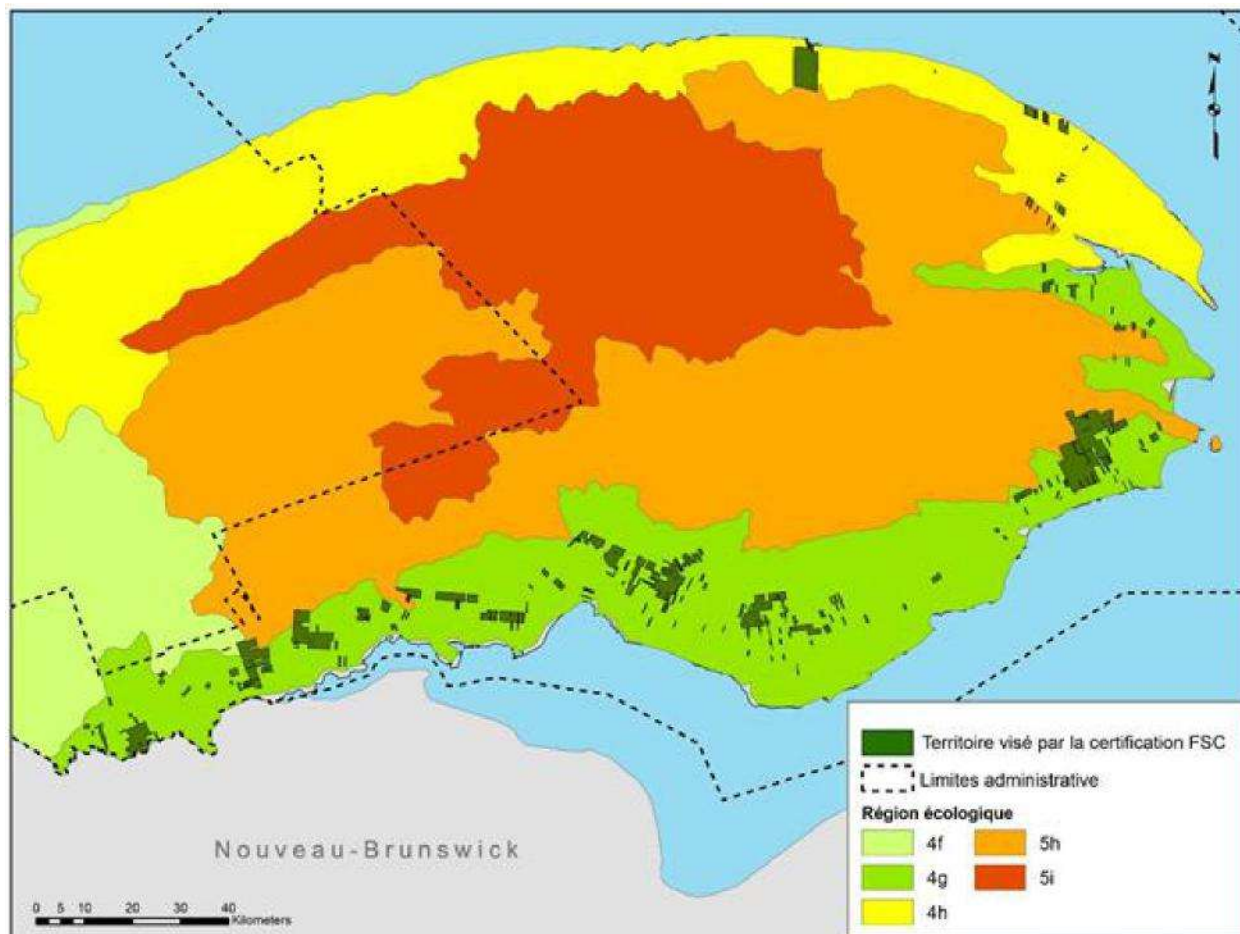 N
Territoire visé par la certification FSC
Limites administrative
Région écologique
4f 5h
4g 5i
4h
Nouveau-Brunswick
0 5 10 20 30 40
Kilometers